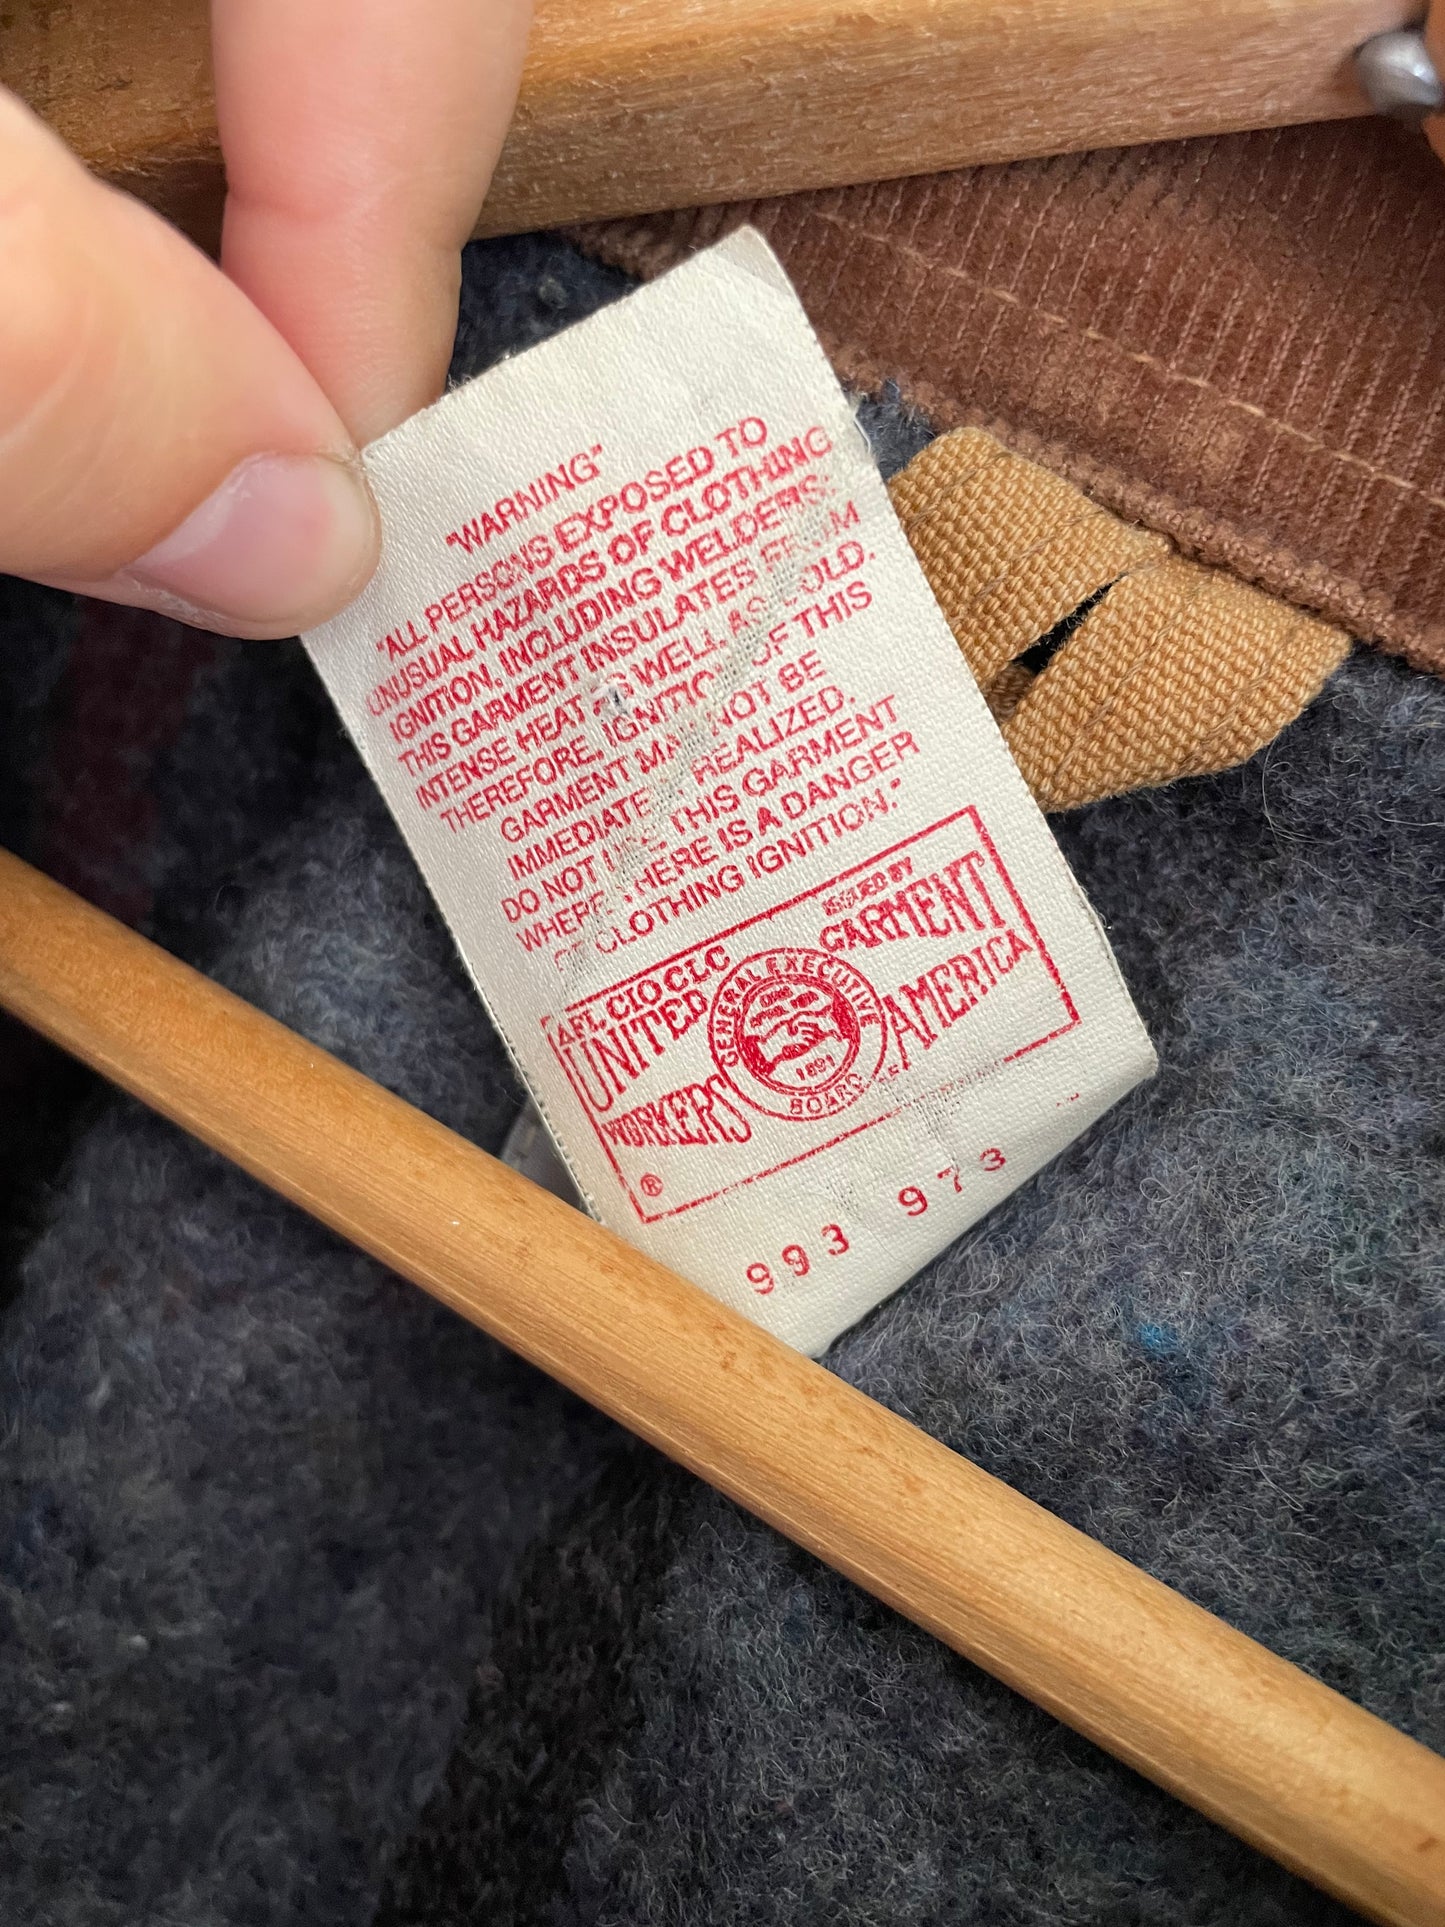 "WARNING"
"ALL PERSONS EXPOSED TO
UNUSUAL HAZARDS OF CLOTHING
IGNITION, INCLUDING WELDERS:
THIS GARMENT INSULATES FROM
INTENSE HEAT AS WELL AS COLD.
THEREFORE, IGNITION OF THIS
GARMENT MAY NOT BE
IMMEDIATELY REALIZED.
DO NOT USE THIS GARMENT
WHERE THERE IS A DANGER
OF CLOTHING IGNITION."
ISSUED BY
AFL CIO CLC
UNITED GARMENT
WORKERS OF AMERICA
GENERAL EXECUTIVE
BOARD
1891
®
993 973